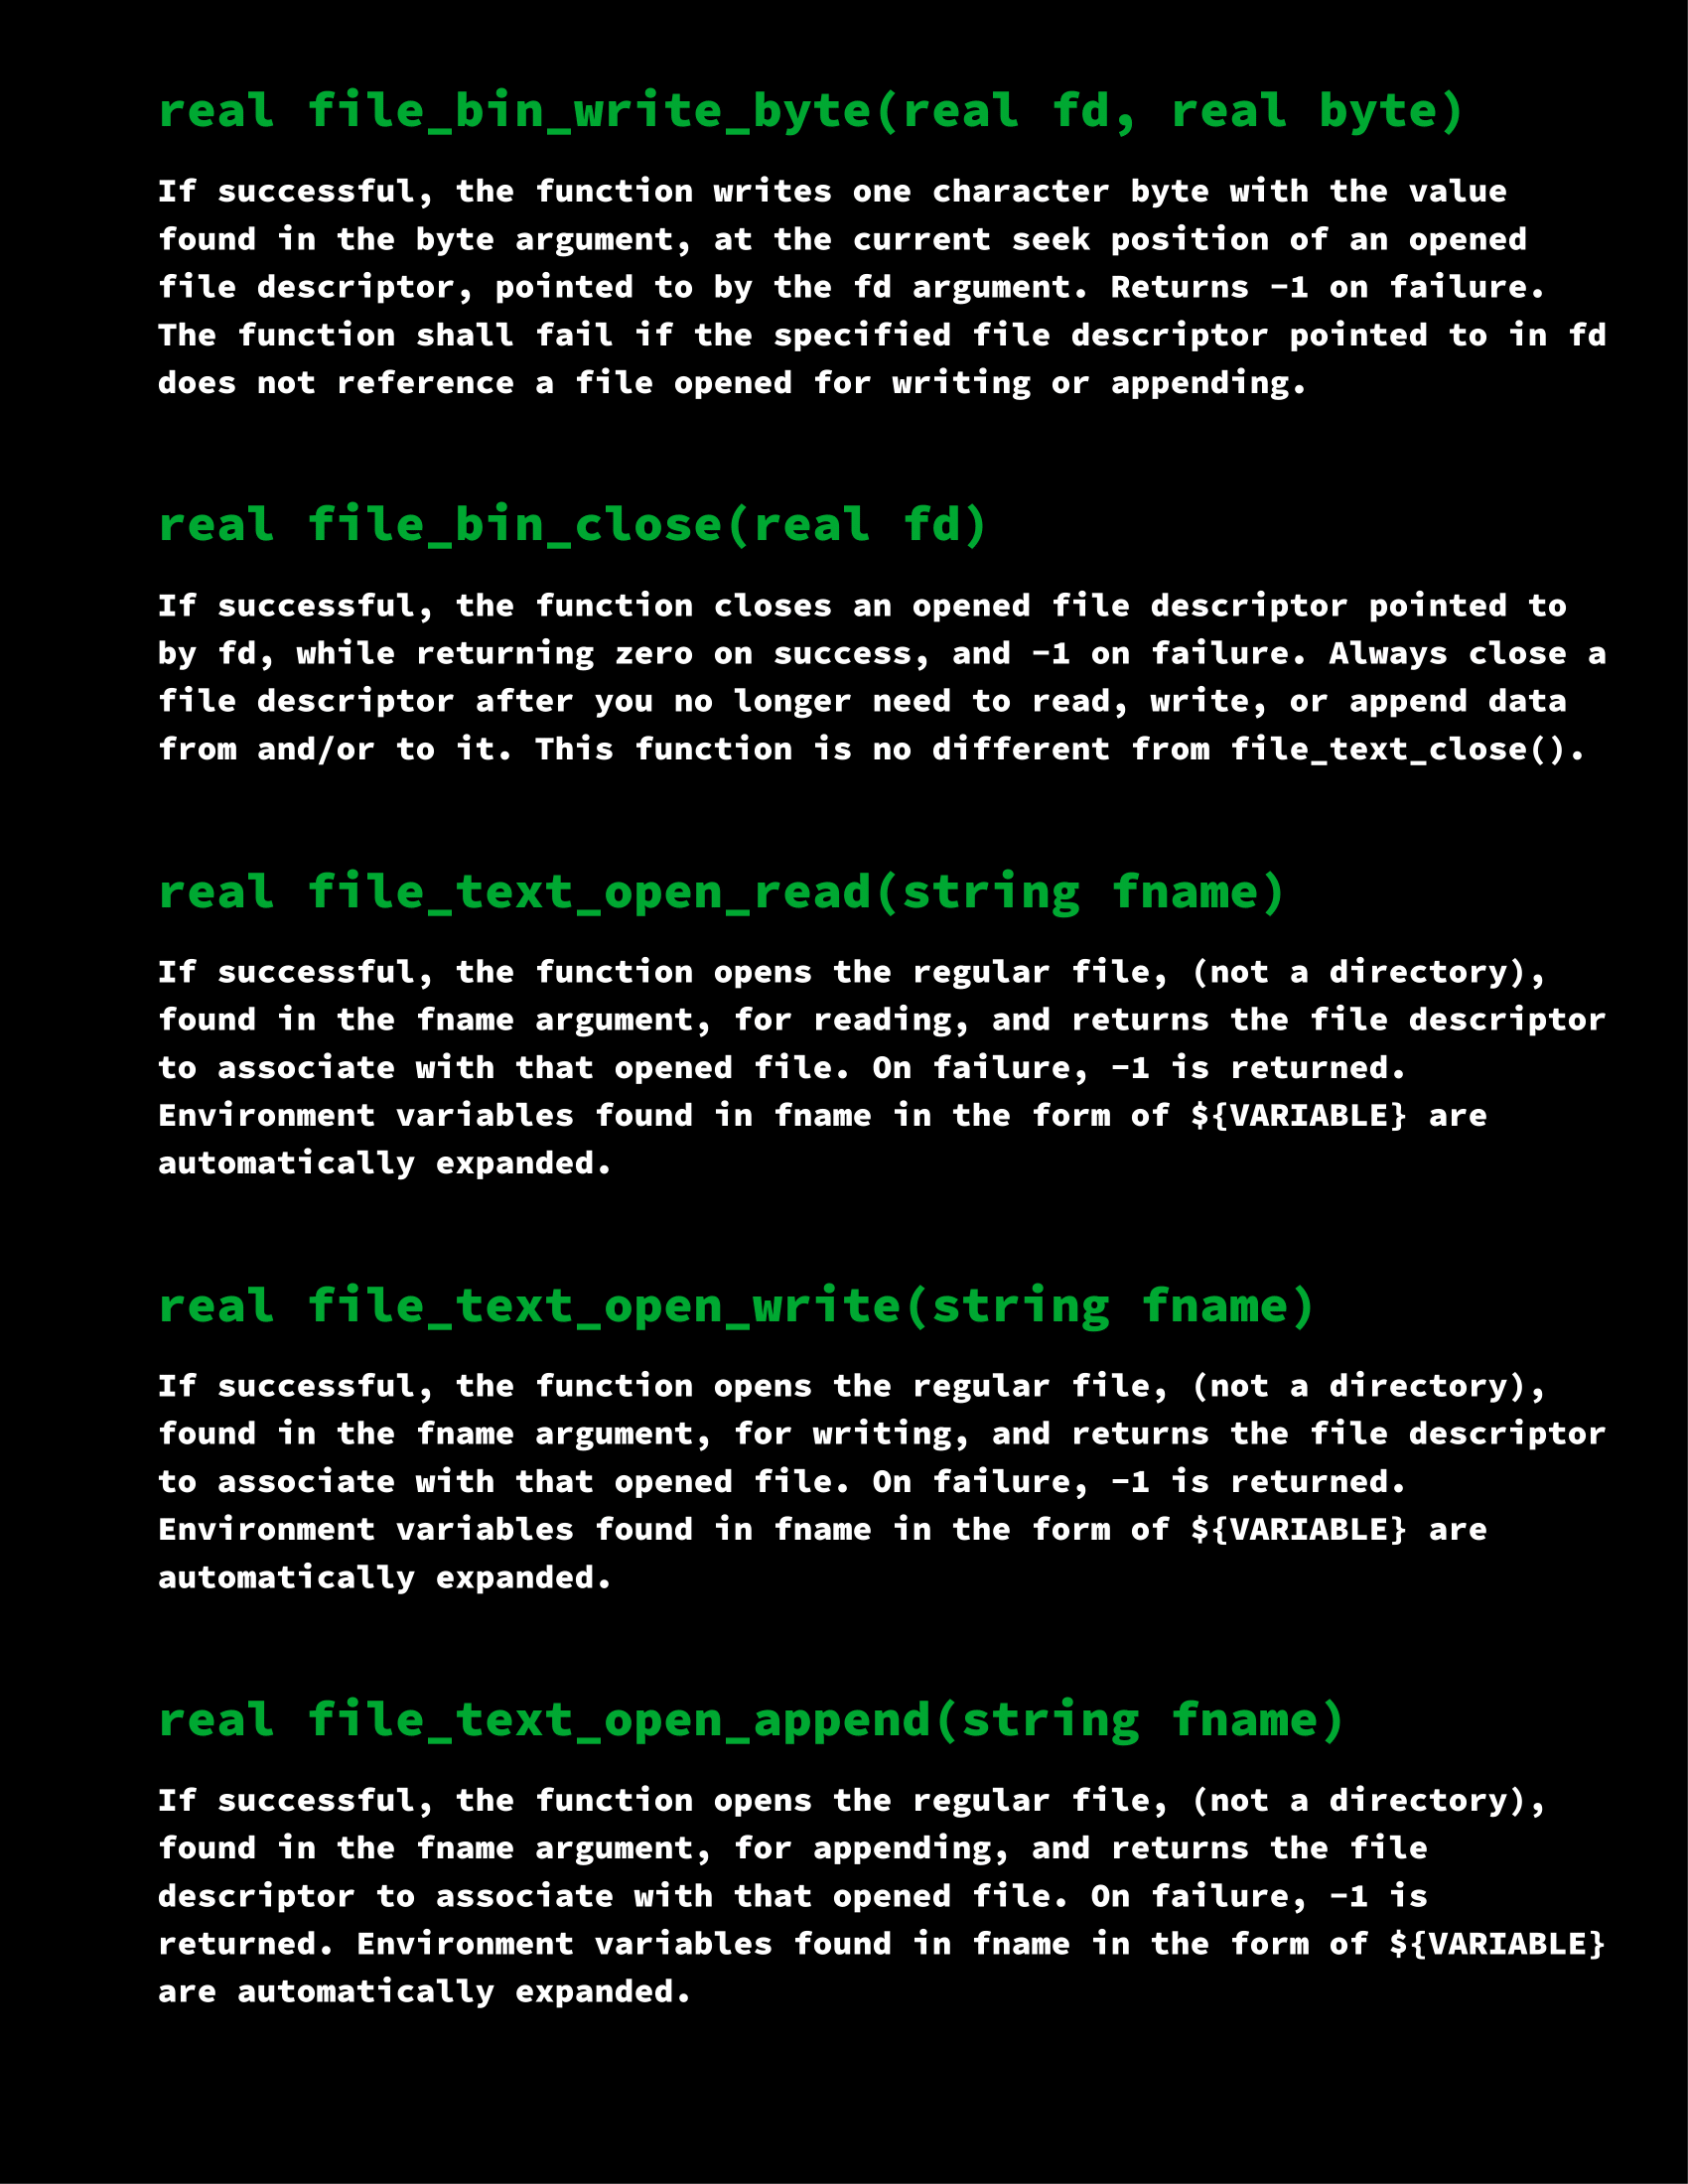 real file_bin_write_byte(real fd, real byte)
If successful, the function writes one character byte with the value
found in the byte argument, at the current seek position of an opened
file descriptor, pointed to by the fd argument. Returns -1 on failure.
The function shall fail if the specified file descriptor pointed to in fd
does not reference a file opened for writing or appending.
real file_bin_close(real fd)
If successful, the function closes an opened file descriptor pointed to
by fd, while returning zero on success, and -1 on failure. Always close a
file descriptor after you no longer need to read, write, or append data
from and/or to it. This function is no different from file_text_close().
real file_text_open_read(string fname)
If successful, the function opens the regular file, (not a directory),
found in the fname argument, for reading, and returns the file descriptor
to associate with that opened file. On failure, -1 is returned.
Environment variables found in fname in the form of ${VARIABLE} are
automatically expanded.
real file_text_open_write(string fname)
If successful, the function opens the regular file, (not a directory),
found in the fname argument, for writing, and returns the file descriptor
to associate with that opened file. On failure, -1 is returned.
Environment variables found in fname in the form of ${VARIABLE} are
automatically expanded.
real file_text_open_append(string fname)
If successful, the function opens the regular file, (not a directory),
found in the fname argument, for appending, and returns the file
descriptor to associate with that opened file. On failure, -1 is
returned. Environment variables found in fname in the form of ${VARIABLE}
are automatically expanded.